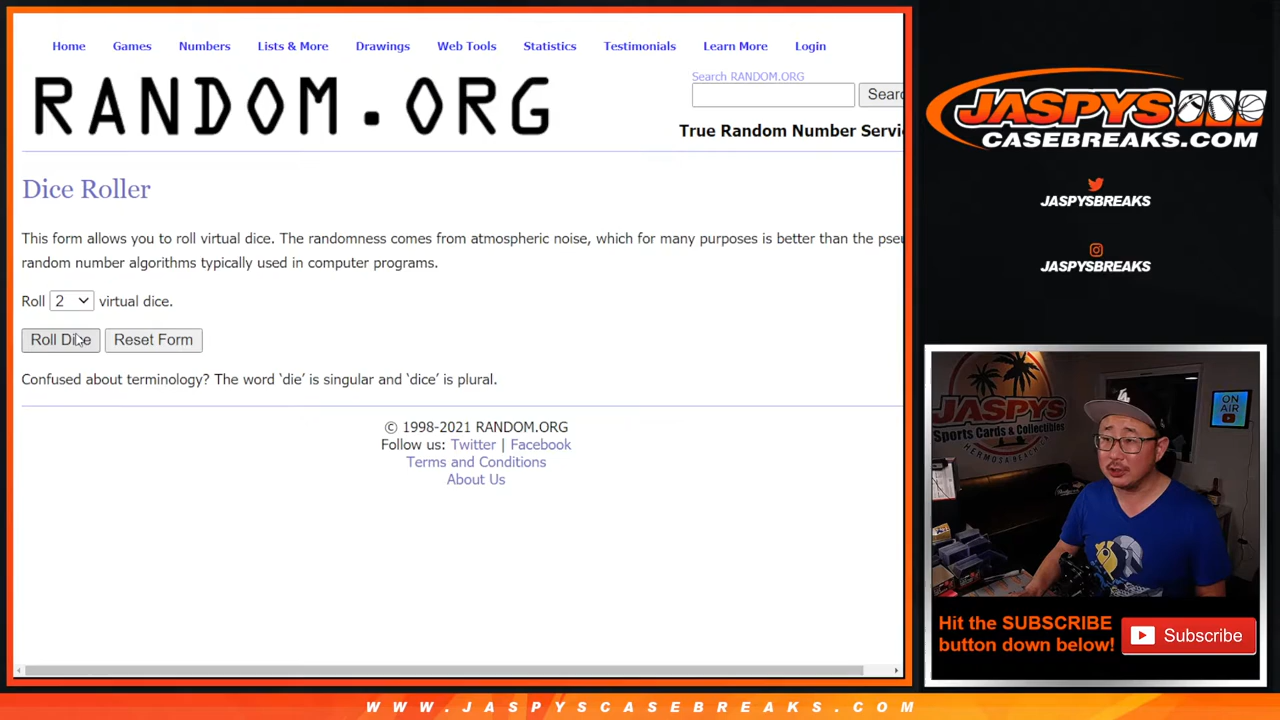 Home Games Numbers Lists & More Drawings Web Tools Statistics Testimonials Learn More Login
RANDOM.ORG
Search RANDOM.ORG
Searc
True Random Number Servi
Dice Roller
This form allows you to roll virtual dice. The randomness comes from atmospheric noise, which for many purposes is better than the pseu
random number algorithms typically used in computer programs.
Roll 2 virtual dice.
Roll Dice Reset Form
Confused about terminology? The word 'die' is singular and 'dice' is plural.
© 1998-2021 RANDOM.ORG
Follow us: Twitter | Facebook
Terms and Conditions
About Us
JASPYS
CASEBREAKS.COM
JASPYSBREAKS
JASPYSBREAKS
JASPYS
Sports Cards & Collectibles
HERMOSA BEACH CA
ON
AIR
LA
Hit the SUBSCRIBE
button down below!
Subscribe
WWW.JASPYSCASEBREAKS.COM